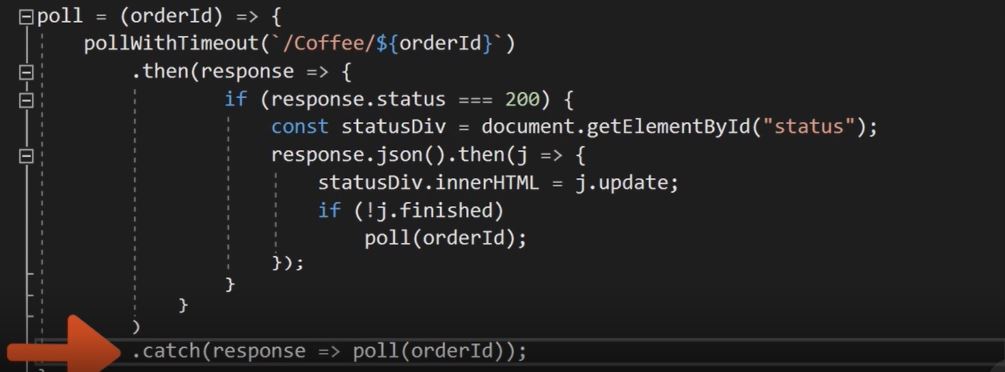 poll = (orderId) => {
pollWithTimeout(`/Coffee/${orderId}`)
.then(response => {
if (response.status === 200) {
const statusDiv = document.getElementById("status");
response.json().then(j => {
statusDiv.innerHTML = j.update;
if (!j.finished)
poll(orderId);
});
}
}
)
.catch(response => poll(orderId));